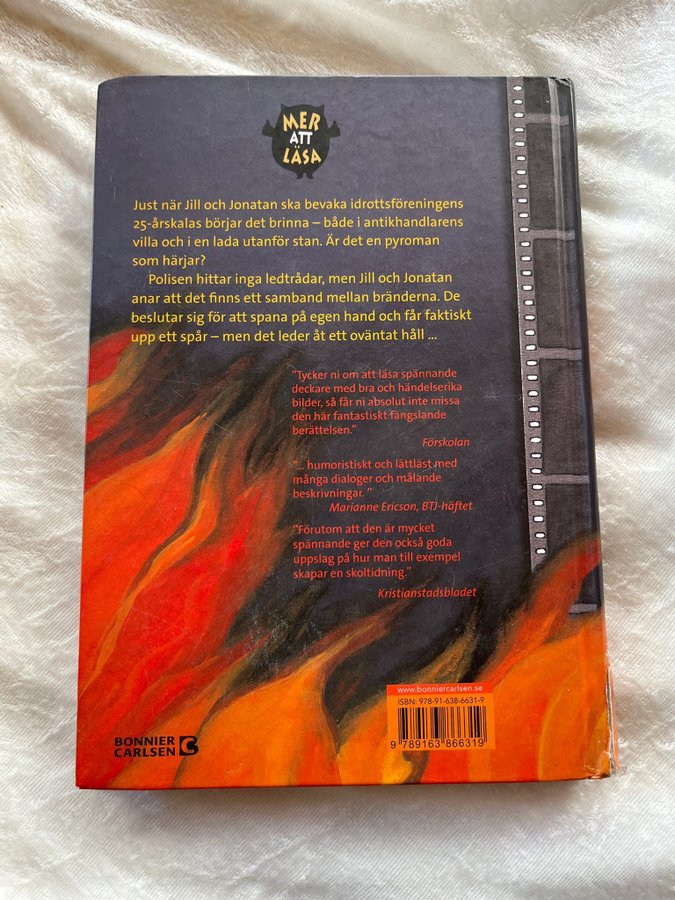 MER
ATT
LÄSA
Just när Jill och Jonatan ska bevaka idrottsföreningens
25-årskalas börjar det brinna – både i antikhandlarens
villa och i en lada utanför stan. Är det en pyroman
som härjar?
Polisen hittar inga ledtrådar, men Jill och Jonatan
anar att det finns ett samband mellan bränderna. De
beslutar sig för att spana på egen hand och får faktiskt
upp ett spår – men det leder åt ett oväntat håll ...
"Tycker ni om att läsa spännande
deckare med bra och händelserika
bilder, så får ni absolut inte missa
den här fantastiskt fängslande
berättelsen."
Förskolan
"... humoristiskt och lättläst med
många dialoger och målande
beskrivningar. "
Marianne Ericson, BTJ-häftet
"Förutom att den är mycket
spännande ger den också goda
uppslag på hur man till exempel
skapar en skoltidning."
Kristianstadsbladet
www.bonniercarlsen.se
ISBN: 978-91-638-6631-9
9 789163 866319
BONNIER
CARLSEN